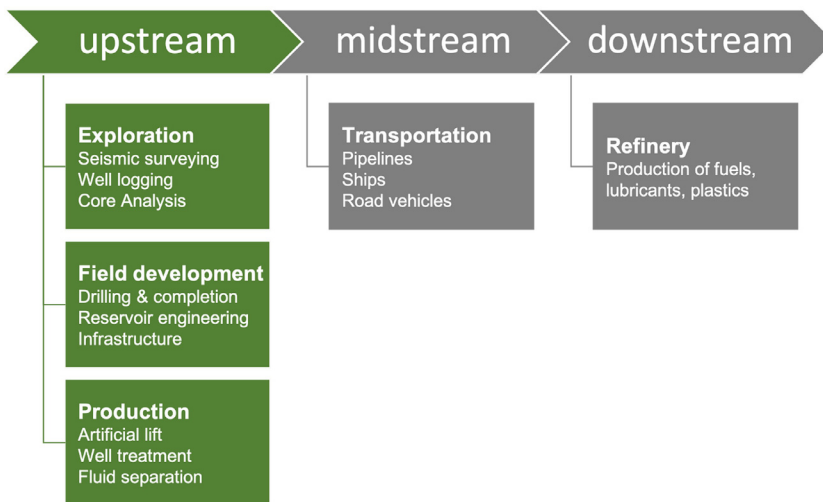 upstream
midstream
downstream
Exploration
Seismic surveying
Well logging
Core Analysis
Field development
Drilling & completion
Reservoir engineering
Infrastructure
Production
Artificial lift
Well treatment
Fluid separation
Transportation
Pipelines
Ships
Road vehicles
Refinery
Production of fuels,
lubricants, plastics